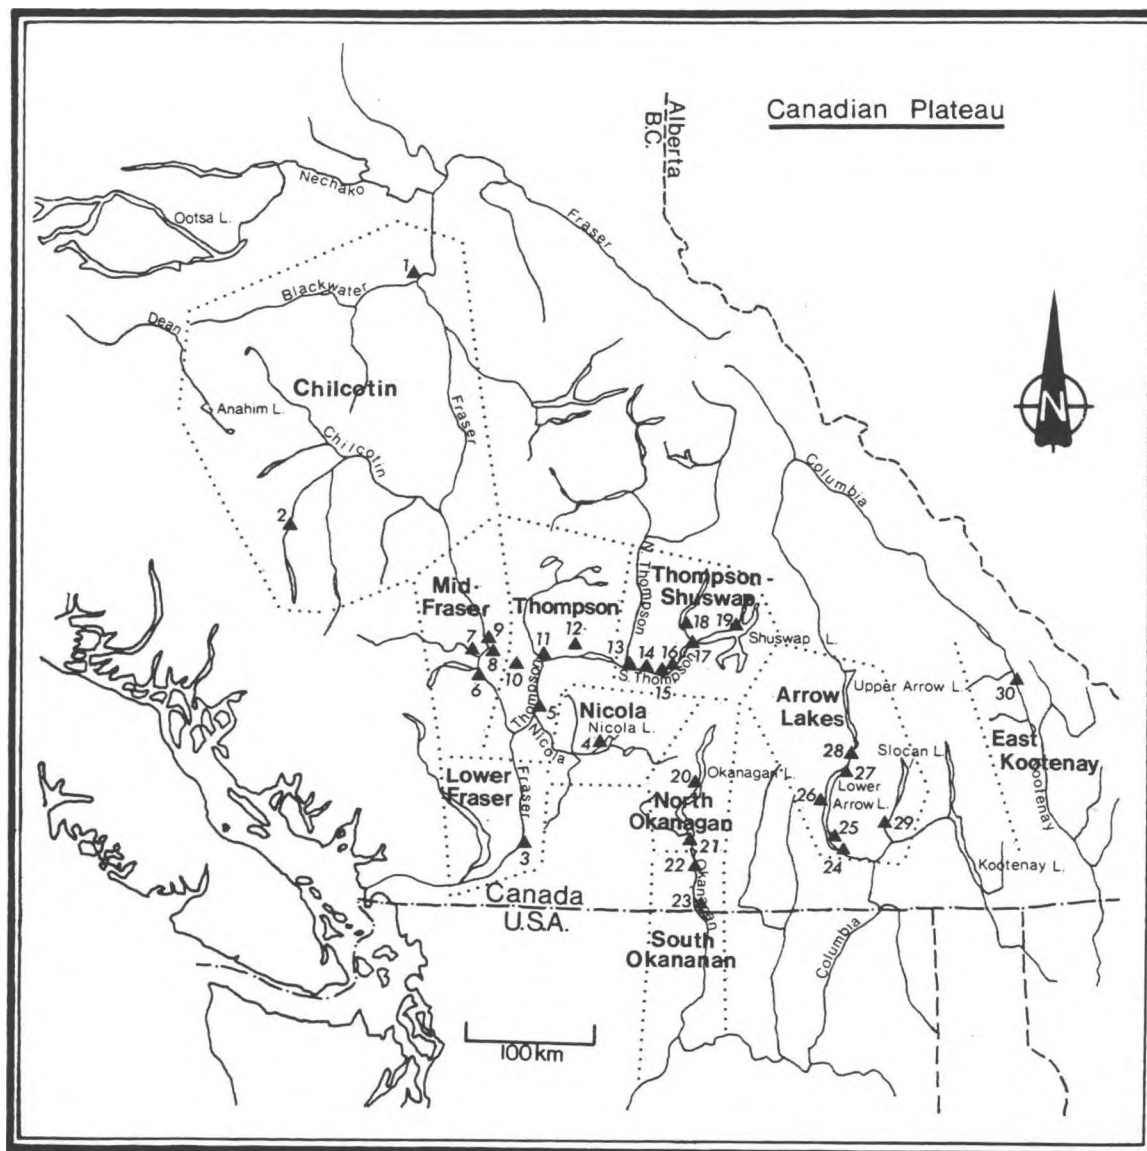 Canadian Plateau
Alberta
B.C.
Nechako
Ootsa L.
Fraser
1
Blackwater
Dean
Chilcotin
Anahim L.
Fraser
N
Chilcotin
Columbia
2
N. Thompson
Mid-
Fraser
Thompson
Thompson -
Shuswap
9
12
18
19
7
11
13
14
16
Shuswap L.
8
17
10
S. Thompson
6
15
Thompson
5
Nicola
Arrow
Lakes
Upper Arrow L.
30
Nicola L.
4
Nicola
28
Slocan L.
East
Kootenay
Lower
Fraser
Fraser
20
Okanagan L.
27
26
Lower
Arrow L.
Kootenay
North
Okanagan
25
29
3
21
24
22
Okanagan
Kootenay L.
Canada
U.S.A.
23
South
Okananan
Columbia
100 km